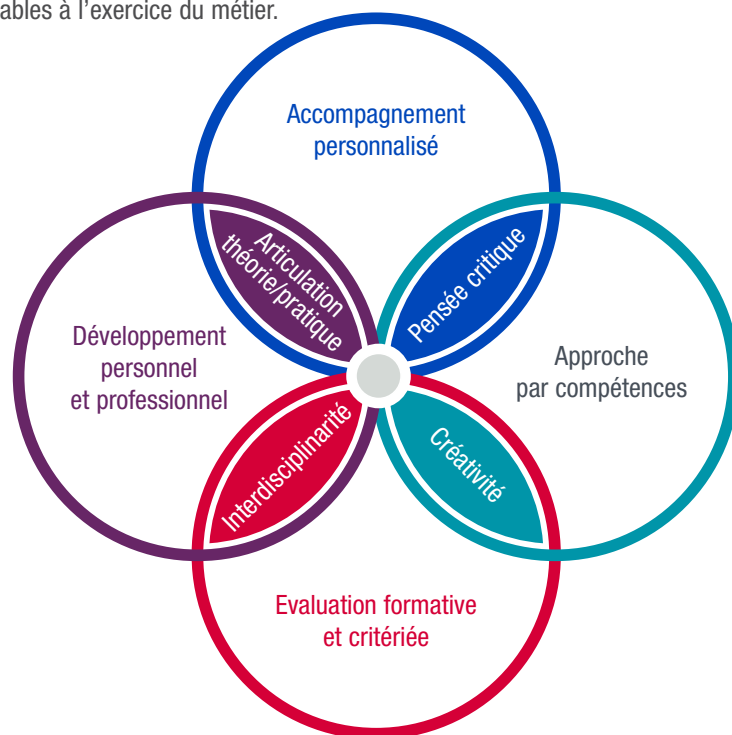 ables à l’exercice du métier.
Accompagnement
personnalisé
Articulation
théorie/pratique
Pensée critique
Développement
personnel
et professionnel
Approche
par compétences
Interdisciplinarité
Créativité
Evaluation formative
et critériée